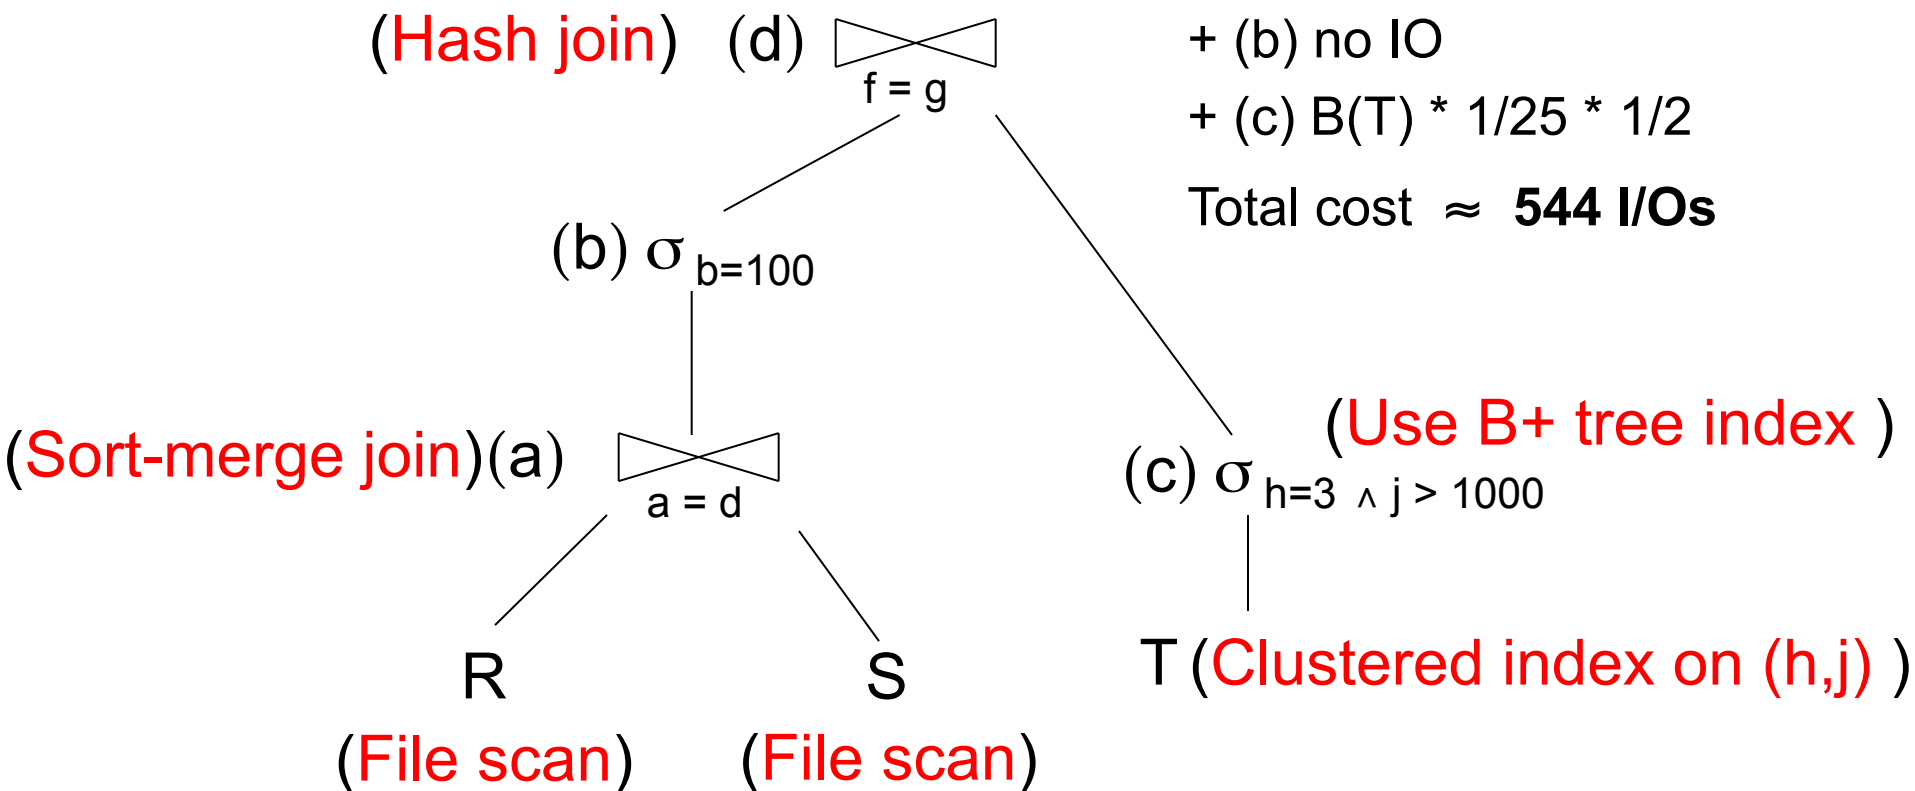 (Hash join) (d)
f = g
+ (b) no IO
+ (c) B(T) * 1/25 * 1/2
Total cost ≈ 544 I/Os
(b) σ b=100
(Sort-merge join)(a)
a = d
(Use B+ tree index )
(c) σ h=3 ∧ j > 1000
R
S
T (Clustered index on (h,j) )
(File scan)
(File scan)